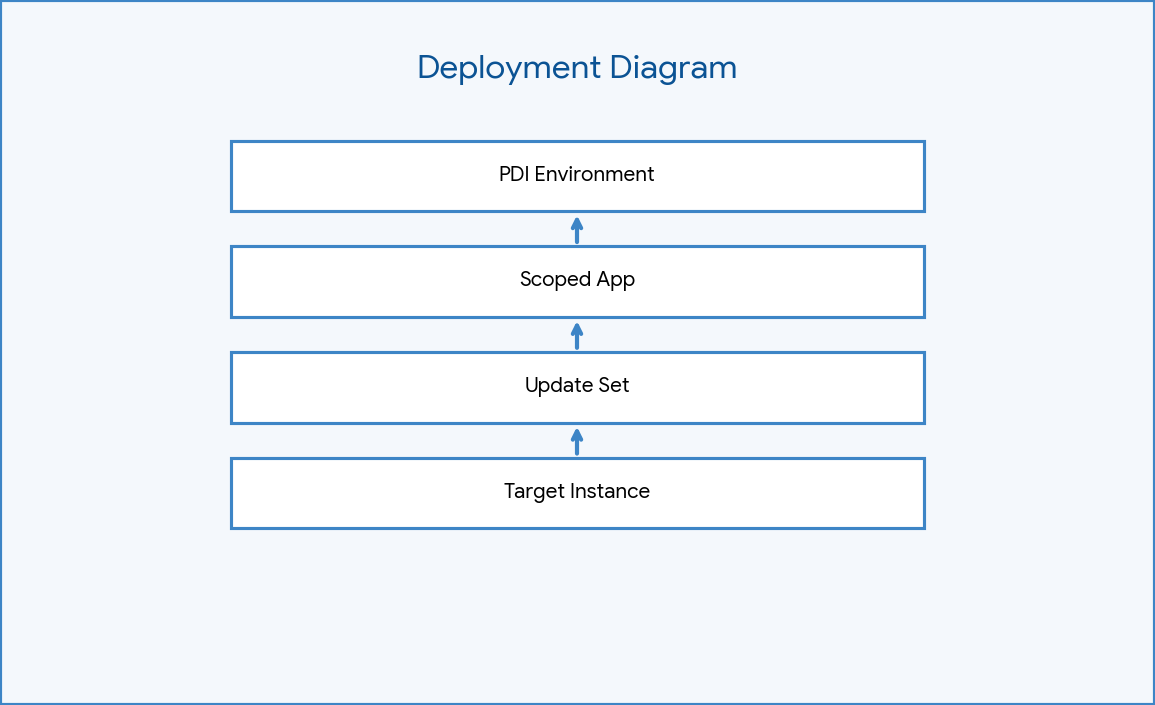 Deployment Diagram
PDI Environment
Scoped App
Update Set
Target Instance